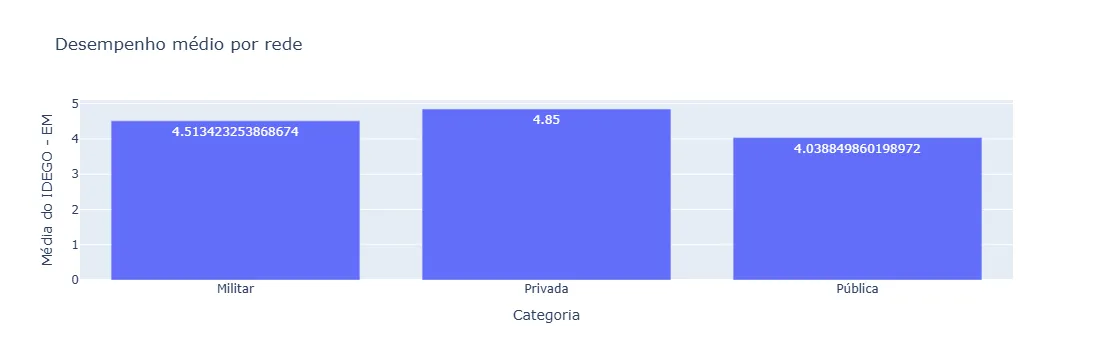 Desempenho médio por rede
Média do IDEGO - EM
5
4
3
2
1
0
4.513423253868674
4.85
4.038849860198972
Militar
Privada
Pública
Categoria